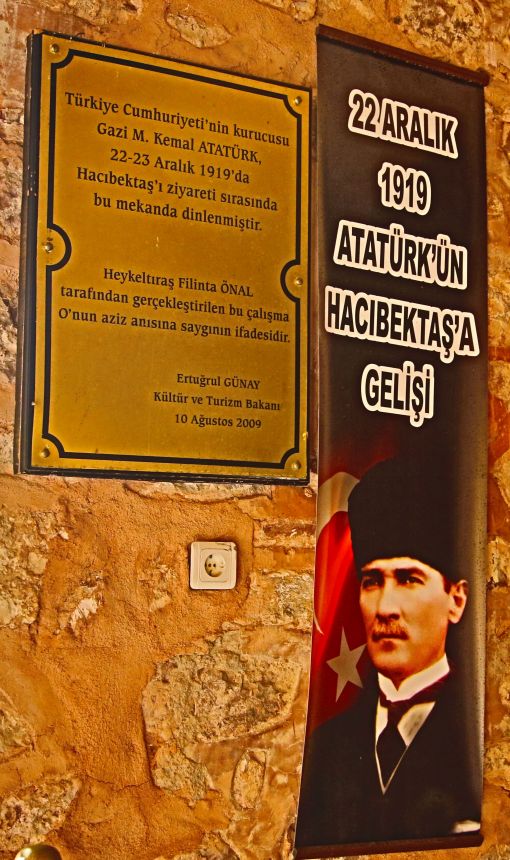 Türkiye Cumhuriyeti'nin kurucusu
Gazi M. Kemal ATATÜRK,
22-23 Aralık 1919'da
Hacıbektaş'ı ziyareti sırasında
bu mekanda dinlenmiştir.
Heykeltıraş Filinta ÖNAL
tarafından gerçekleştirilen bu çalışma
O'nun aziz anısına saygının ifadesidir.
Ertuğrul GÜNAY
Kültür ve Turizm Bakanı
10 Ağustos 2009
22 ARALIK
1919
ATATÜRK'ÜN
HACIBEKTAŞ'A
GELİŞİ